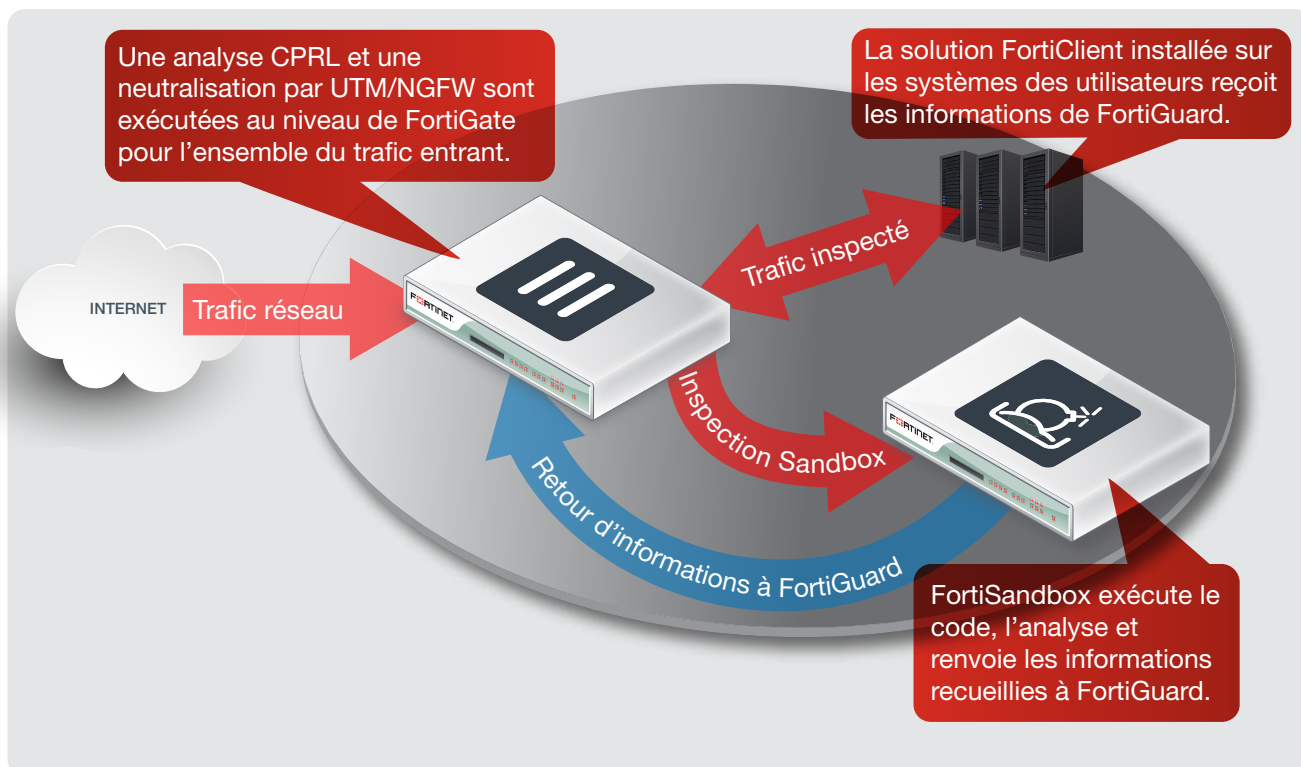 Une analyse CPRL et une
neutralisation par UTM/NGFW sont
exécutées au niveau de FortiGate
pour l’ensemble du trafic entrant.
La solution FortiClient installée sur
les systèmes des utilisateurs reçoit
les informations de FortiGuard.
INTERNET
Trafic réseau
FORTINET
Trafic inspecté
Inspection Sandbox
FORTINET
Retour d’informations à FortiGuard
FortiSandbox exécute le
code, l’analyse et
renvoie les informations
recueillies à FortiGuard.